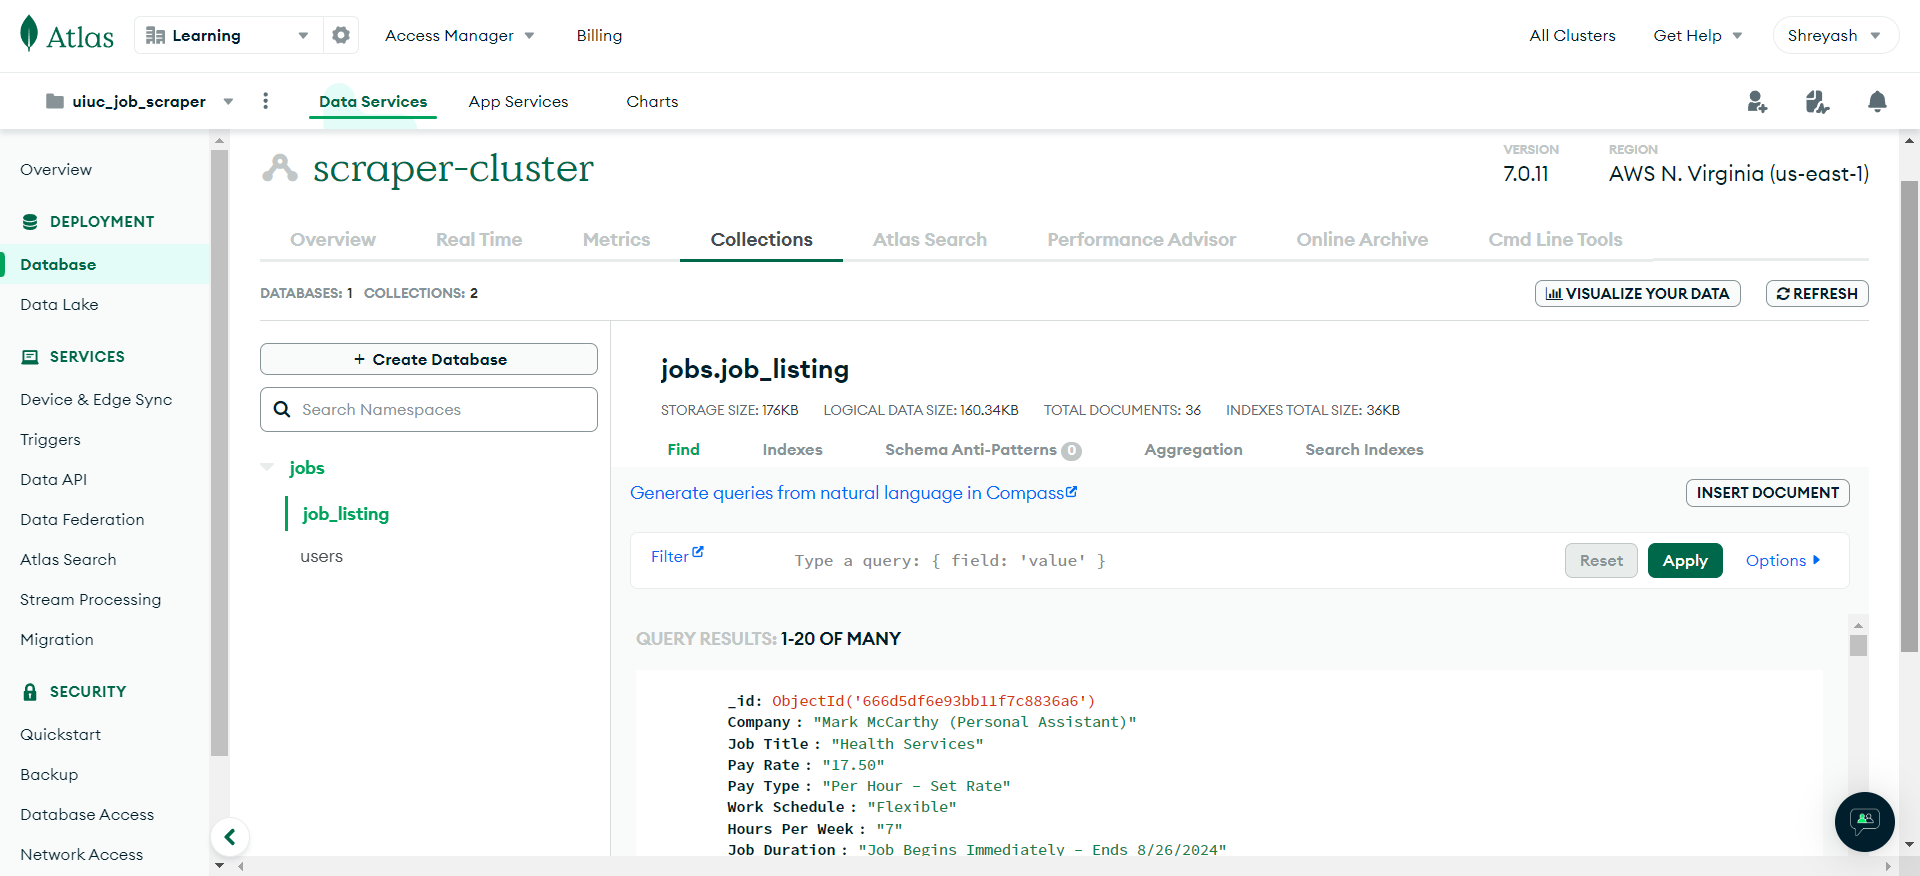 Atlas
Learning
Access Manager
Billing
All Clusters
Get Help
Shreyash
uiuc_job_scraper
Data Services
App Services
Charts
Overview
DEPLOYMENT
Database
Data Lake
SERVICES
Device & Edge Sync
Triggers
Data API
Data Federation
Atlas Search
Stream Processing
Migration
SECURITY
Quickstart
Backup
Database Access
Network Access
scraper-cluster
VERSION
7.0.11
REGION
AWS N. Virginia (us-east-1)
Overview
Real Time
Metrics
Collections
Atlas Search
Performance Advisor
Online Archive
Cmd Line Tools
DATABASES: 1 COLLECTIONS: 2
VISUALIZE YOUR DATA
REFRESH
+ Create Database
Search Namespaces
jobs
job_listing
users
jobs.job_listing
STORAGE SIZE: 176KB LOGICAL DATA SIZE: 160.34KB TOTAL DOCUMENTS: 36 INDEXES TOTAL SIZE: 36KB
Find
Indexes
Schema Anti-Patterns 0
Aggregation
Search Indexes
Generate queries from natural language in Compass
INSERT DOCUMENT
Filter
Type a query: { field: 'value' }
Reset
Apply
Options
QUERY RESULTS: 1-20 OF MANY
_id: ObjectId('666d5df6e93bb11f7c8836a6')
Company : "Mark McCarthy (Personal Assistant)"
Job Title : "Health Services"
Pay Rate : "17.50"
Pay Type : "Per Hour - Set Rate"
Work Schedule : "Flexible"
Hours Per Week : "7"
Job Duration : "Job Begins Immediately - Ends 8/26/2024"